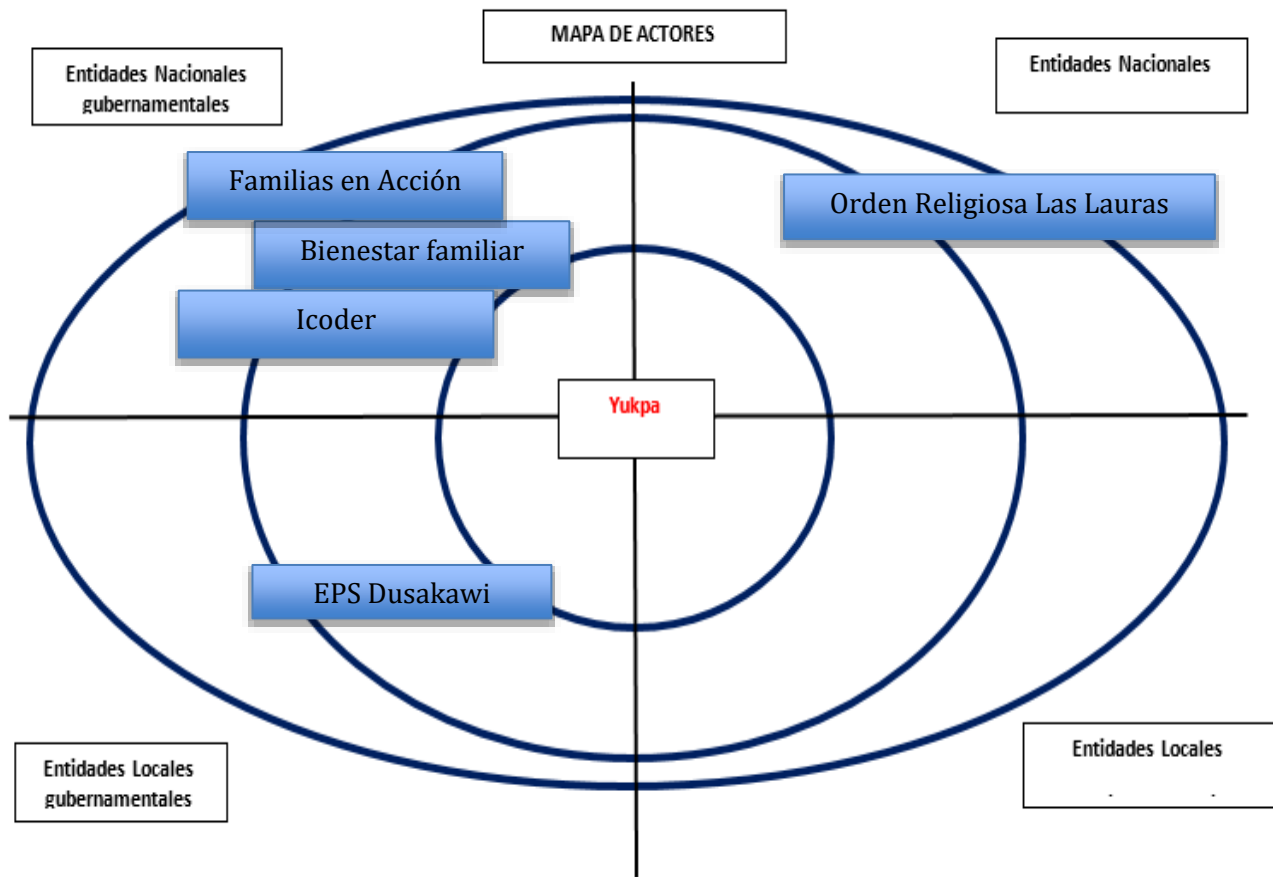 MAPA DE ACTORES
Entidades Nacionales
gubernamentales
Entidades Nacionales
Familias en Acción
Orden Religiosa Las Lauras
Bienestar familiar
Icoder
Yukpa
EPS Dusakawi
Entidades Locales
gubernamentales
Entidades Locales